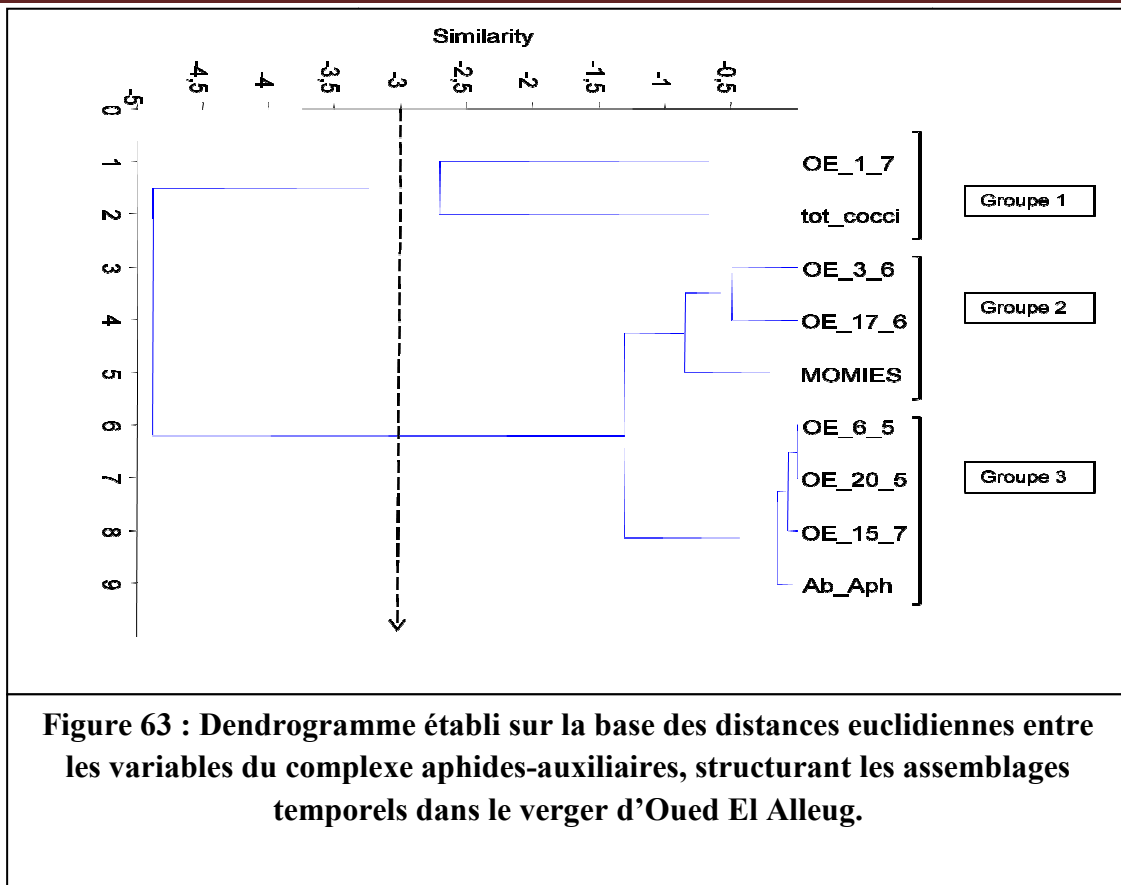 Similarity
-5
-4,5
-4
-3,5
-3
-2,5
-2
-1,5
-1
-0,5
0
1
2
3
4
5
6
7
8
9
OE_1_7
tot_cocci
Groupe 1
OE_3_6
OE_17_6
MOMIES
Groupe 2
OE_6_5
OE_20_5
OE_15_7
Ab_Aph
Groupe 3
Figure 63 : Dendrogramme établi sur la base des distances euclidiennes entre
les variables du complexe aphides-auxiliaires, structurant les assemblages
temporels dans le verger d’Oued El Alleug.